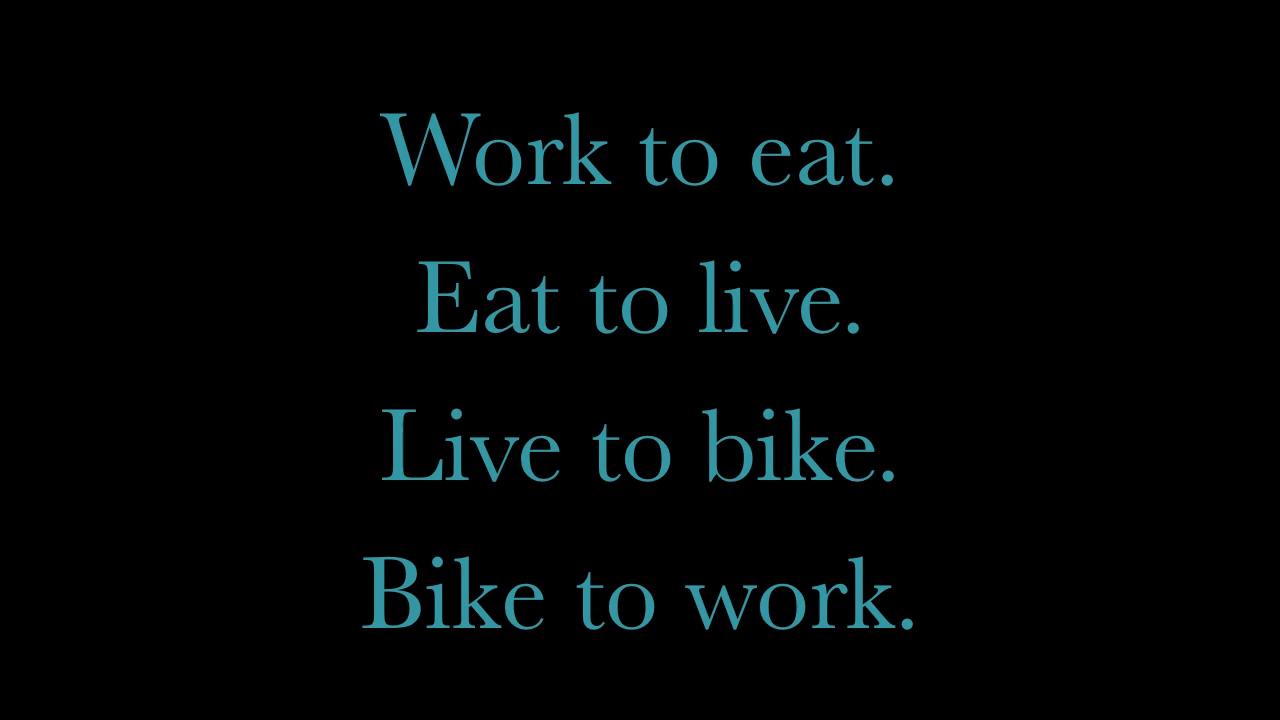 Work to eat.
Eat to live.
Live to bike.
Bike to work.